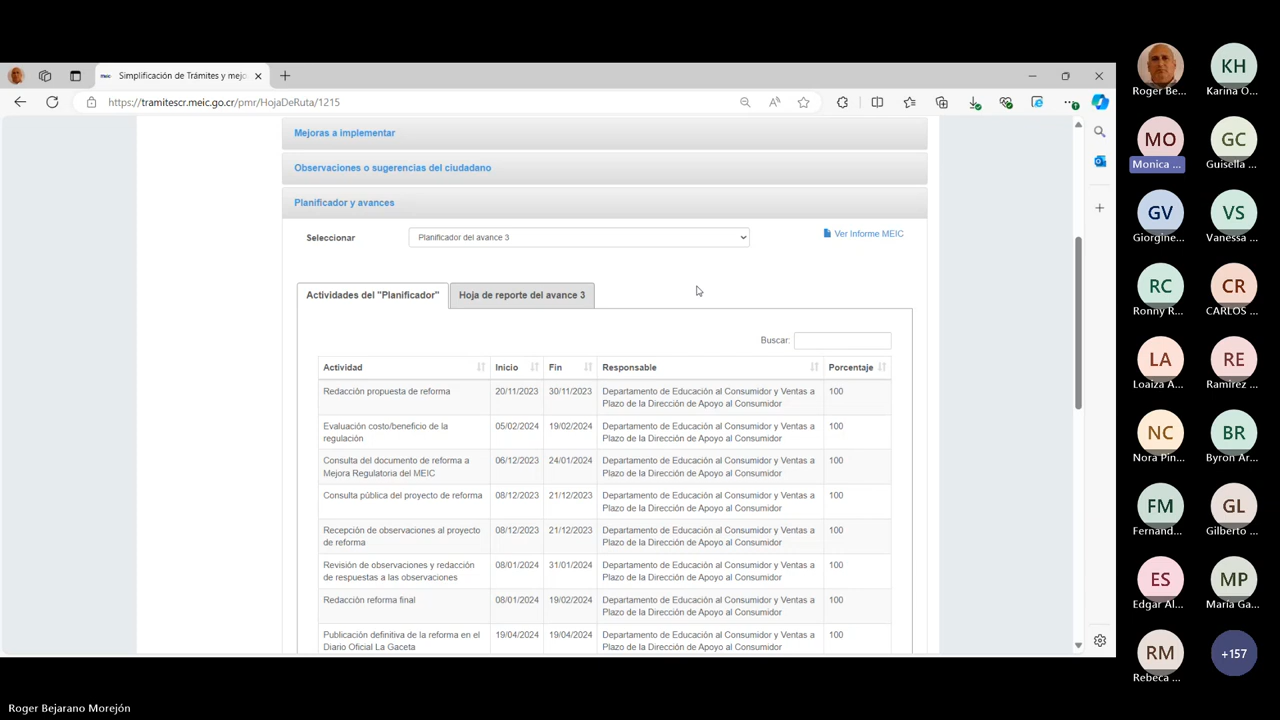 Simplificación de Trámites y mejo
https://tramitescr.meic.go.cr/pmr/HojaDeRuta/1215
Mejoras a implementar
Observaciones o sugerencias del ciudadano
Planificador y avances
Seleccionar
Planificador del avance 3
Ver Informe MEIC
Actividades del "Planificador"
Hoja de reporte del avance 3
Buscar:
Actividad Inicio Fin Responsable Porcentaje
Redacción propuesta de reforma 20/11/2023 30/11/2023 Departamento de Educación al Consumidor y Ventas a 100
Plazo de la Dirección de Apoyo al Consumidor
Evaluación costo/beneficio de la 05/02/2024 19/02/2024 Departamento de Educación al Consumidor y Ventas a 100
regulación Plazo de la Dirección de Apoyo al Consumidor
Consulta del documento de reforma a 06/12/2023 24/01/2024 Departamento de Educación al Consumidor y Ventas a 100
Mejora Regulatoria del MEIC Plazo de la Dirección de Apoyo al Consumidor
Consulta pública del proyecto de reforma 08/12/2023 21/12/2023 Departamento de Educación al Consumidor y Ventas a 100
Plazo de la Dirección de Apoyo al Consumidor
Recepción de observaciones al proyecto 08/12/2023 21/12/2023 Departamento de Educación al Consumidor y Ventas a 100
de reforma Plazo de la Dirección de Apoyo al Consumidor
Revisión de observaciones y redacción 08/01/2024 31/01/2024 Departamento de Educación al Consumidor y Ventas a 100
de respuestas a las observaciones Plazo de la Dirección de Apoyo al Consumidor
Redacción reforma final 08/01/2024 19/02/2024 Departamento de Educación al Consumidor y Ventas a 100
Plazo de la Dirección de Apoyo al Consumidor
Publicación definitiva de la reforma en el 19/04/2024 19/04/2024 Departamento de Educación al Consumidor y Ventas a 100
Diario Oficial La Gaceta Plazo de la Dirección de Apoyo al Consumidor
KH
Roger Be... Karina O...
MO GC
Monica ... Guisella ...
GV VS
Giorgine... Vanessa ...
RC CR
Ronny R... CARLOS ...
LA RE
Loaiza A... Ramirez ...
NC BR
Nora Pin... Byron Ar...
FM GL
Fernand... Gilberto ...
ES MP
Edgar Al... Maria Ga...
RM +157
Rebeca ...
Roger Bejarano Morejón